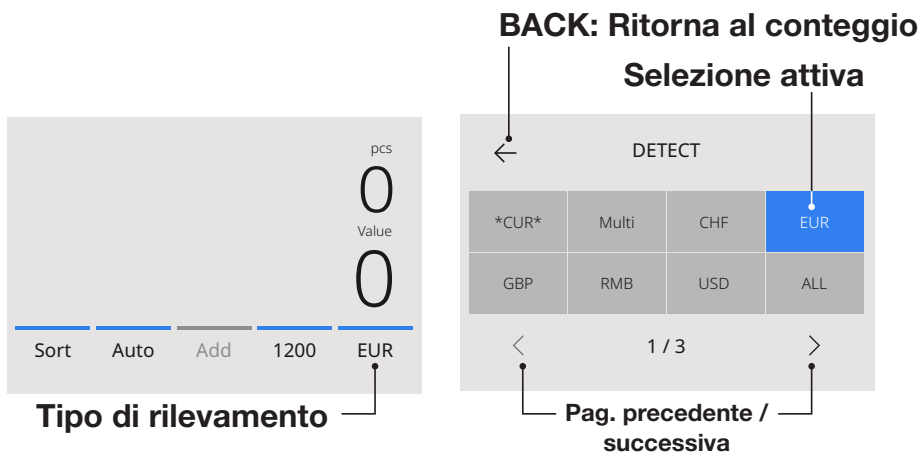 BACK: Ritorna al conteggio
Selezione attiva
pcs
0
Value
0
Sort Auto Add 1200 EUR
Tipo di rilevamento
DETECT
*CUR* Multi CHF EUR
GBP RMB USD ALL
1 / 3
Pag. precedente /
successiva